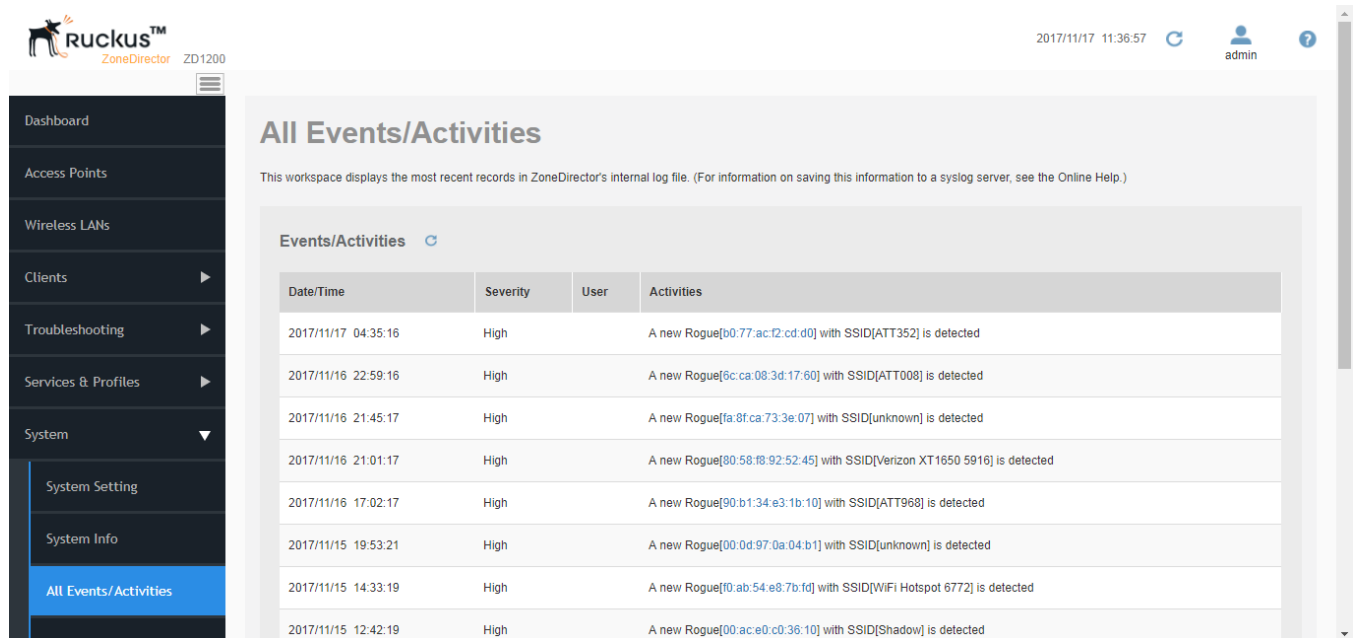 Ruckus™
ZoneDirector ZD1200
2017/11/17 11:36:57
admin
?
Dashboard
Access Points
Wireless LANs
Clients
Troubleshooting
Services & Profiles
System
System Setting
System Info
All Events/Activities
All Events/Activities
This workspace displays the most recent records in ZoneDirector's internal log file. (For information on saving this information to a syslog server, see the Online Help.)
Events/Activities
Date/Time Severity User Activities
2017/11/17 04:35:16 High A new Rogue[b0:77:ac:f2:cd:d0] with SSID[ATT352] is detected
2017/11/16 22:59:16 High A new Rogue[6c:ca:08:3d:17:60] with SSID[ATT008] is detected
2017/11/16 21:45:17 High A new Rogue[fa:8f:ca:73:3e:07] with SSID[unknown] is detected
2017/11/16 21:01:17 High A new Rogue[80:58:f8:92:52:45] with SSID[Verizon XT1650 5916] is detected
2017/11/16 17:02:17 High A new Rogue[90:b1:34:e3:1b:10] with SSID[ATT968] is detected
2017/11/15 19:53:21 High A new Rogue[00:0d:97:0a:04:b1] with SSID[unknown] is detected
2017/11/15 14:33:19 High A new Rogue[f0:ab:54:e8:7b:fd] with SSID[WiFi Hotspot 6772] is detected
2017/11/15 12:42:19 High A new Rogue[00:ac:e0:c0:36:10] with SSID[Shadow] is detected